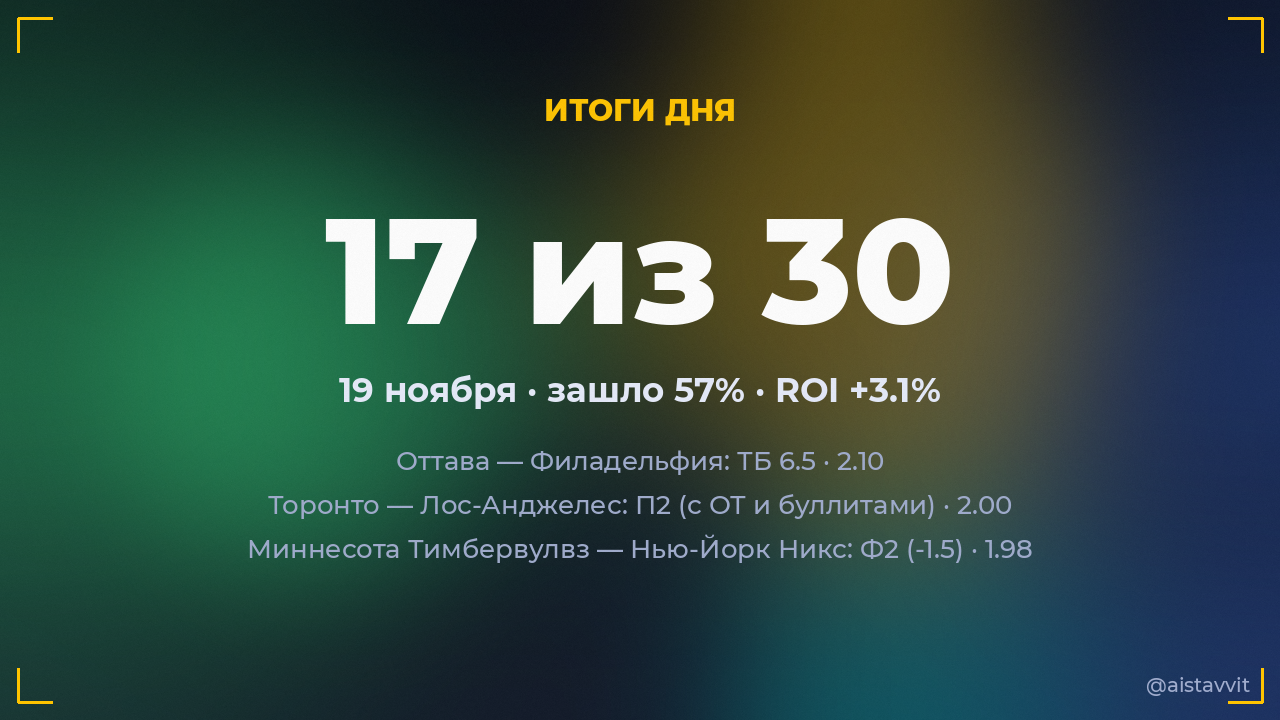 ИТОГИ ДНЯ
17 из 30
19 ноября · зашло 57% · ROI +3.1%
Оттава — Филадельфия: ТБ 6.5 · 2.10
Торонто — Лос-Анджелес: П2 (с ОТ и буллитами) · 2.00
Миннесота Тимбервулвз — Нью-Йорк Никс: Ф2 (-1.5) · 1.98
@aistavvit